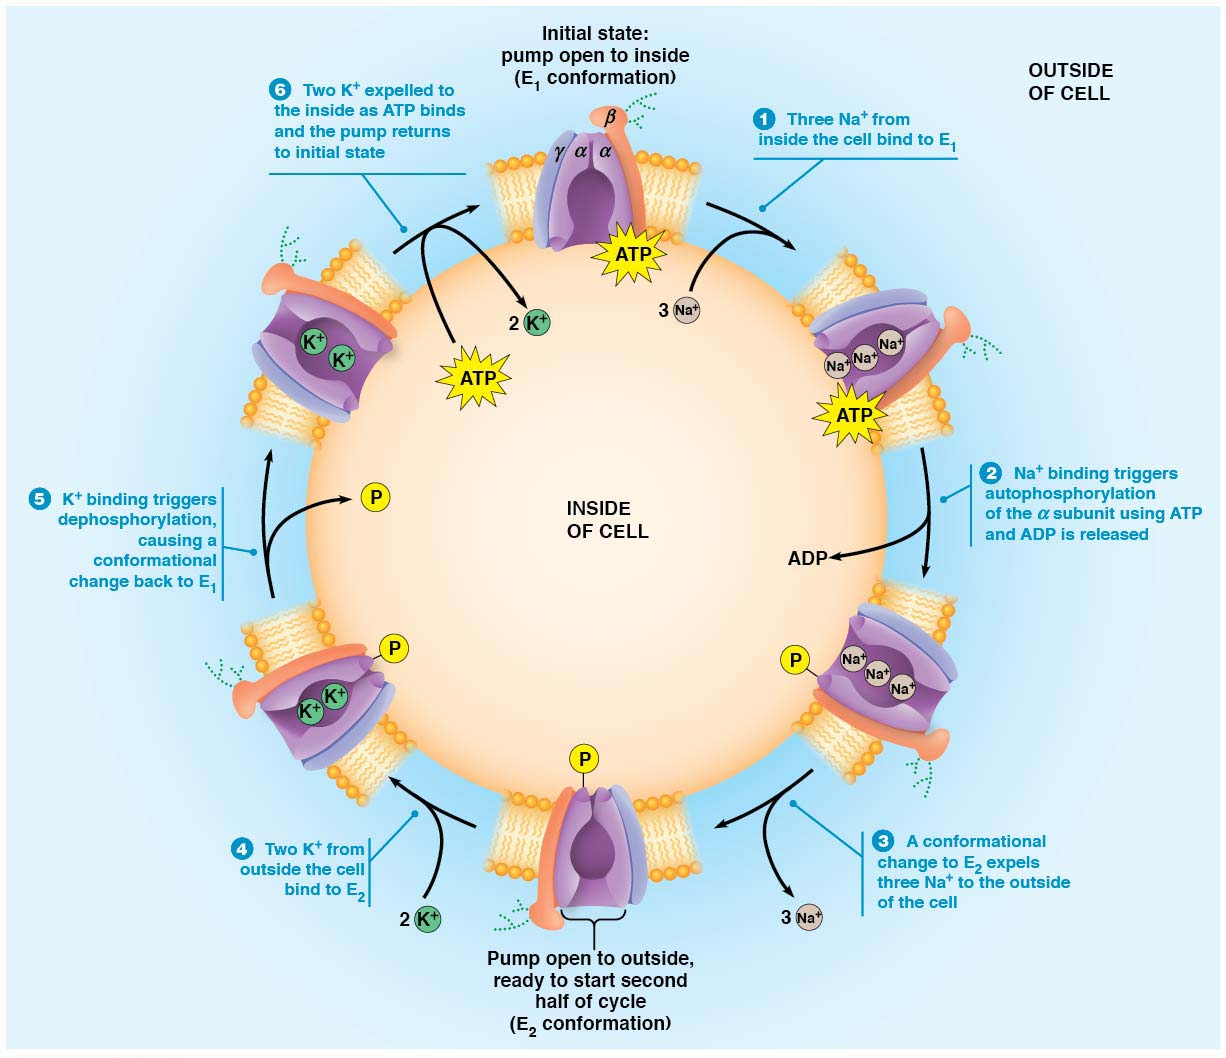 Initial state:
pump open to inside
(E1 conformation)
OUTSIDE
OF CELL
6 Two K+ expelled to
the inside as ATP binds
and the pump returns
to initial state
1 Three Na+ from
inside the cell bind to E1
β
γ α α
ATP
3 Na+
2 K+
ATP
K+
K+
Na+ Na+ Na+
ATP
2 Na+ binding triggers
autophosphorylation
of the α subunit using ATP
and ADP is released
ADP
5 K+ binding triggers
dephosphorylation,
causing a
conformational
change back to E1
P
INSIDE
OF CELL
P
K+ K+
P
Na+ Na+ Na+
P
4 Two K+ from
outside the cell
bind to E2
2 K+
3 A conformational
change to E2 expels
three Na+ to the outside
of the cell
3 Na+
Pump open to outside,
ready to start second
half of cycle
(E2 conformation)